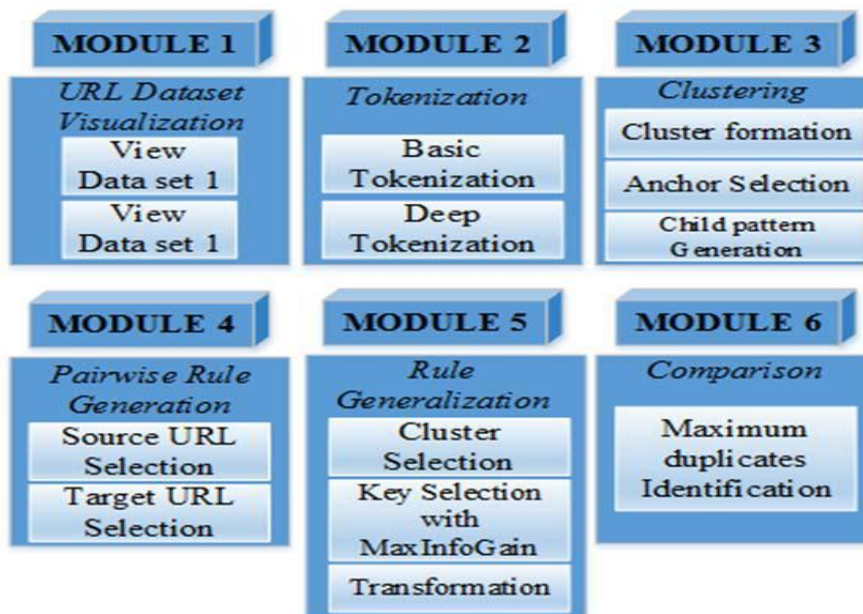 MODULE 1
URL Dataset
Visualization
View
Data set 1
View
Data set 1
MODULE 2
Tokenization
Basic
Tokenization
Deep
Tokenization
MODULE 3
Clustering
Cluster formation
Anchor Selection
Child pattern
Generation
MODULE 4
Pairwise Rule
Generation
Source URL
Selection
Target URL
Selection
MODULE 5
Rule
Generalization
Cluster
Selection
Key Selection
with
MaxInfoGain
Transformation
MODULE 6
Comparison
Maximum
duplicates
Identification